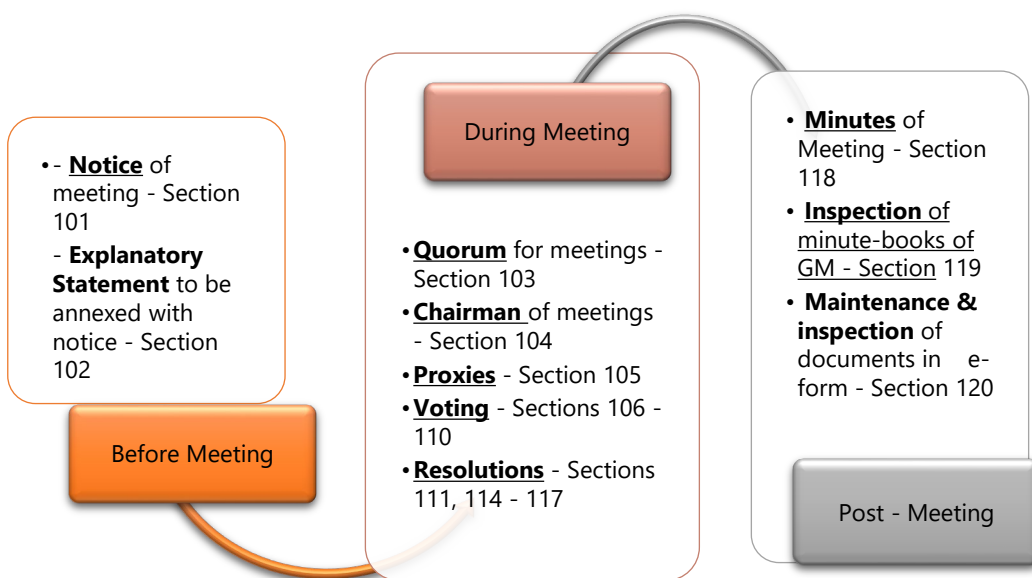 • - Notice of
meeting - Section
101
- Explanatory
Statement to be
annexed with
notice - Section
102
Before Meeting
During Meeting
• Quorum for meetings -
Section 103
• Chairman of meetings
- Section 104
• Proxies - Section 105
• Voting - Sections 106 -
110
• Resolutions - Sections
111, 114 - 117
• Minutes of
Meeting - Section
118
• Inspection of
minute-books of
GM - Section 119
• Maintenance &
inspection of
documents in e-
form - Section 120
Post - Meeting